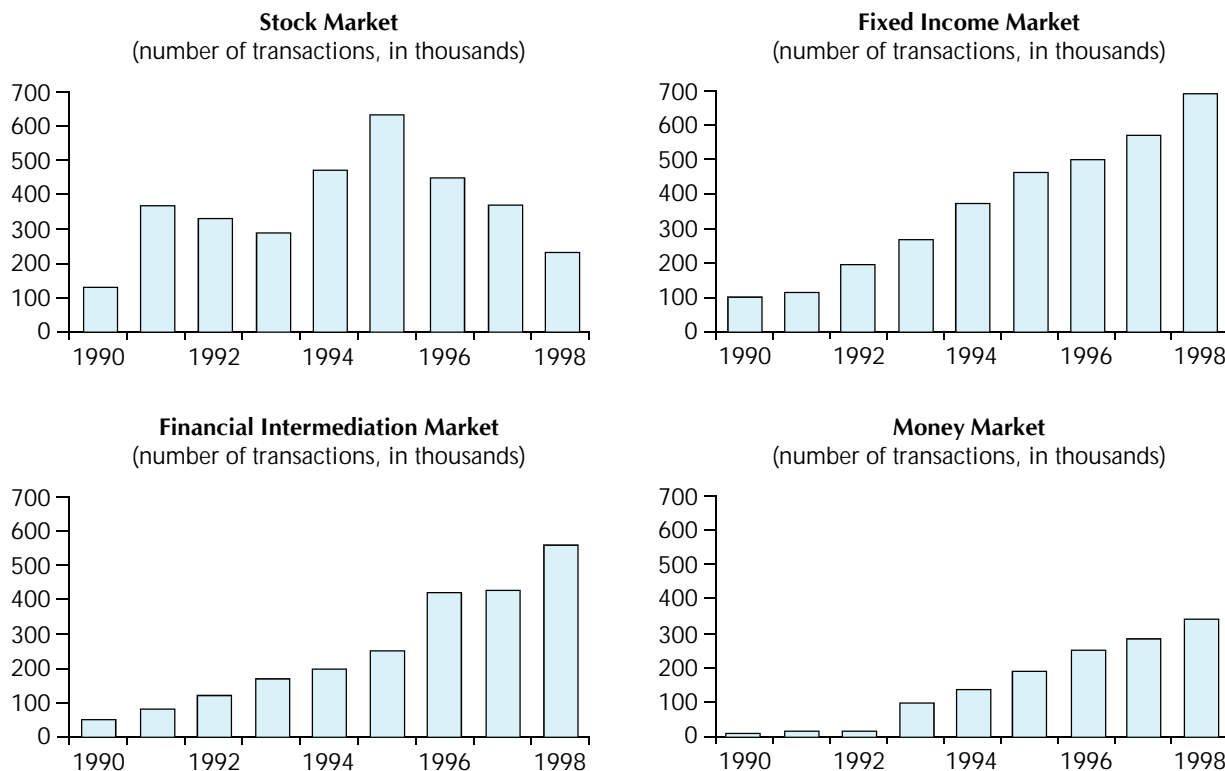 Stock Market
(number of transactions, in thousands)
700
600
500
400
300
200
100
0
1990 1992 1994 1996 1998
Fixed Income Market
(number of transactions, in thousands)
700
600
500
400
300
200
100
0
1990 1992 1994 1996 1998
Financial Intermediation Market
(number of transactions, in thousands)
700
600
500
400
300
200
100
0
1990 1992 1994 1996 1998
Money Market
(number of transactions, in thousands)
700
600
500
400
300
200
100
0
1990 1992 1994 1996 1998